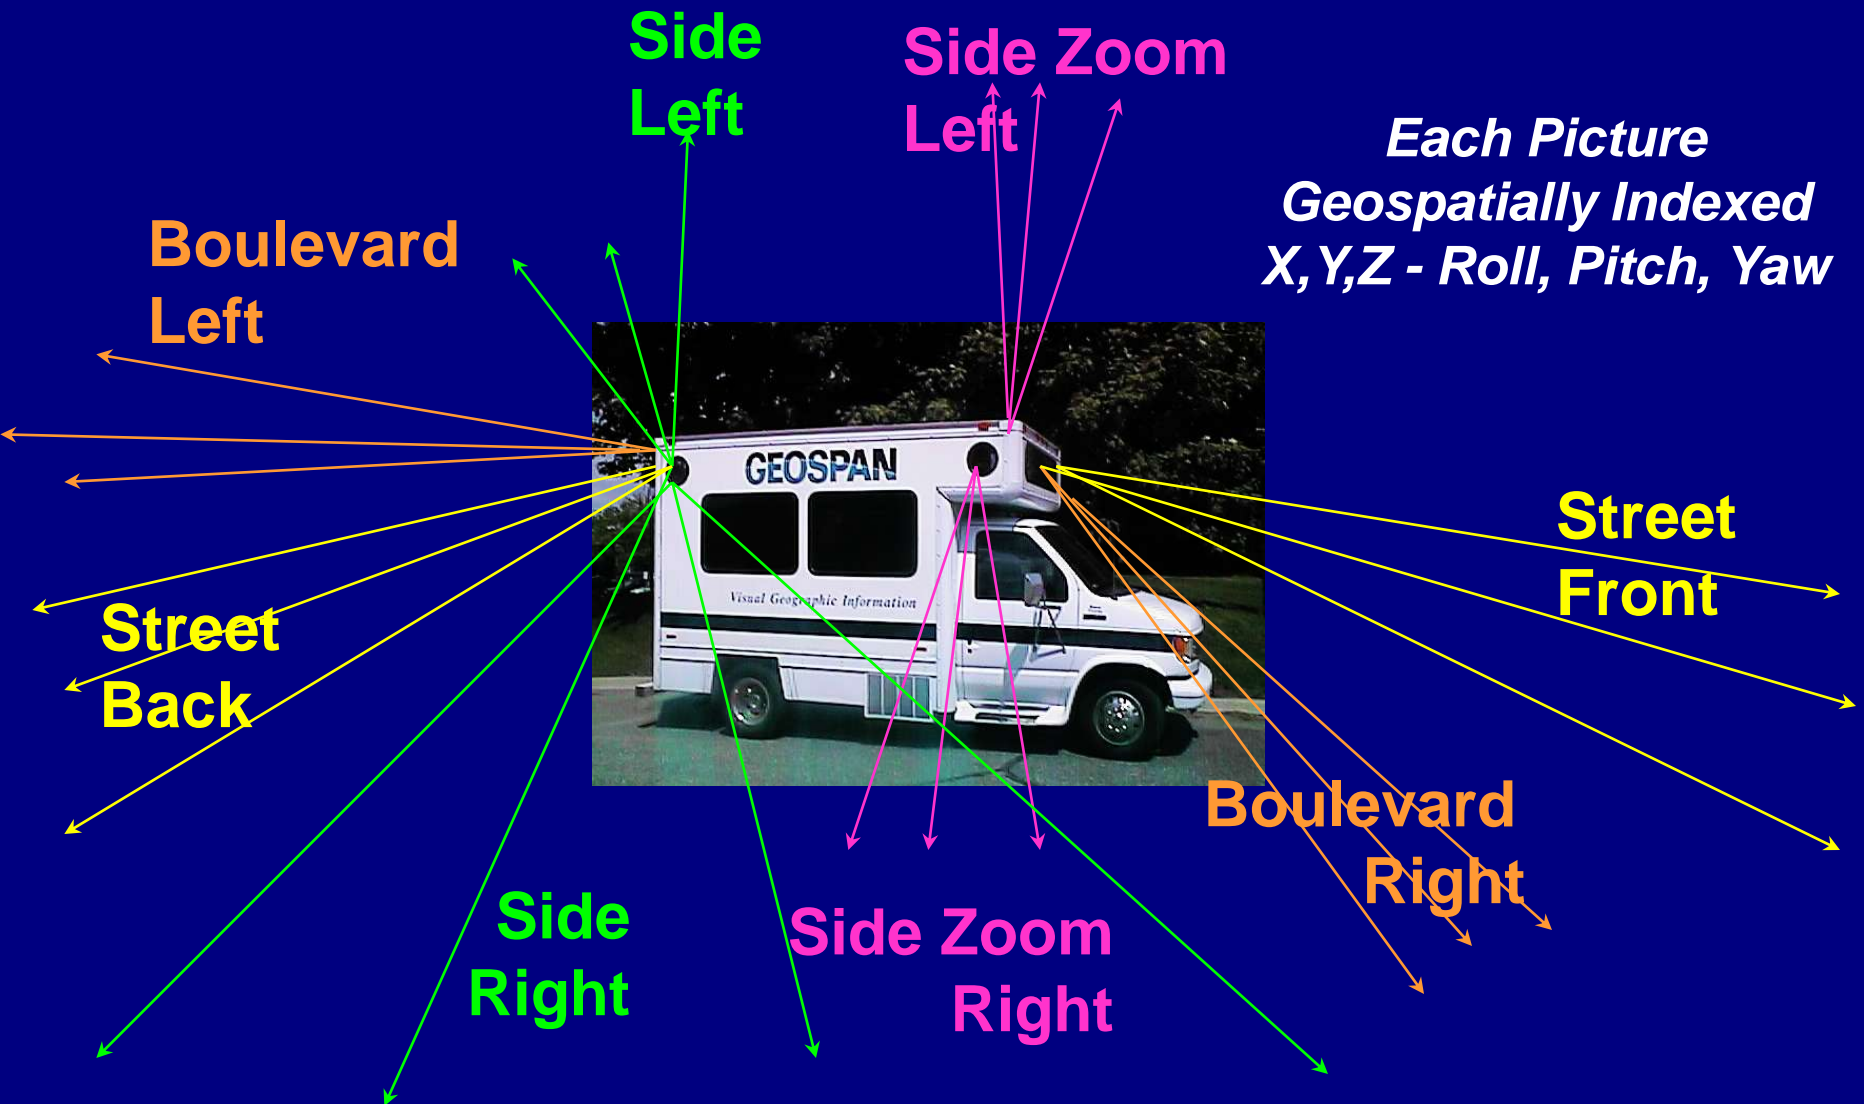 Side
Left
Side Zoom
Left
Each Picture
Geospatially Indexed
X,Y,Z - Roll, Pitch, Yaw
Boulevard
Left
GEOSPAN
Visual Geographic Information
Street
Front
Street
Back
Boulevard
Right
Side
Right
Side Zoom
Right